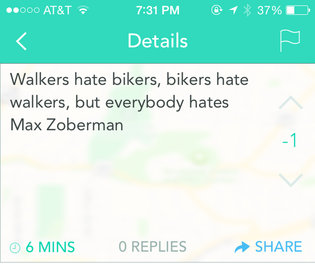 AT&T 7:31 PM 37%
Details
Walkers hate bikers, bikers hate
walkers, but everybody hates
Max Zoberman
-1
6 MINS 0 REPLIES SHARE